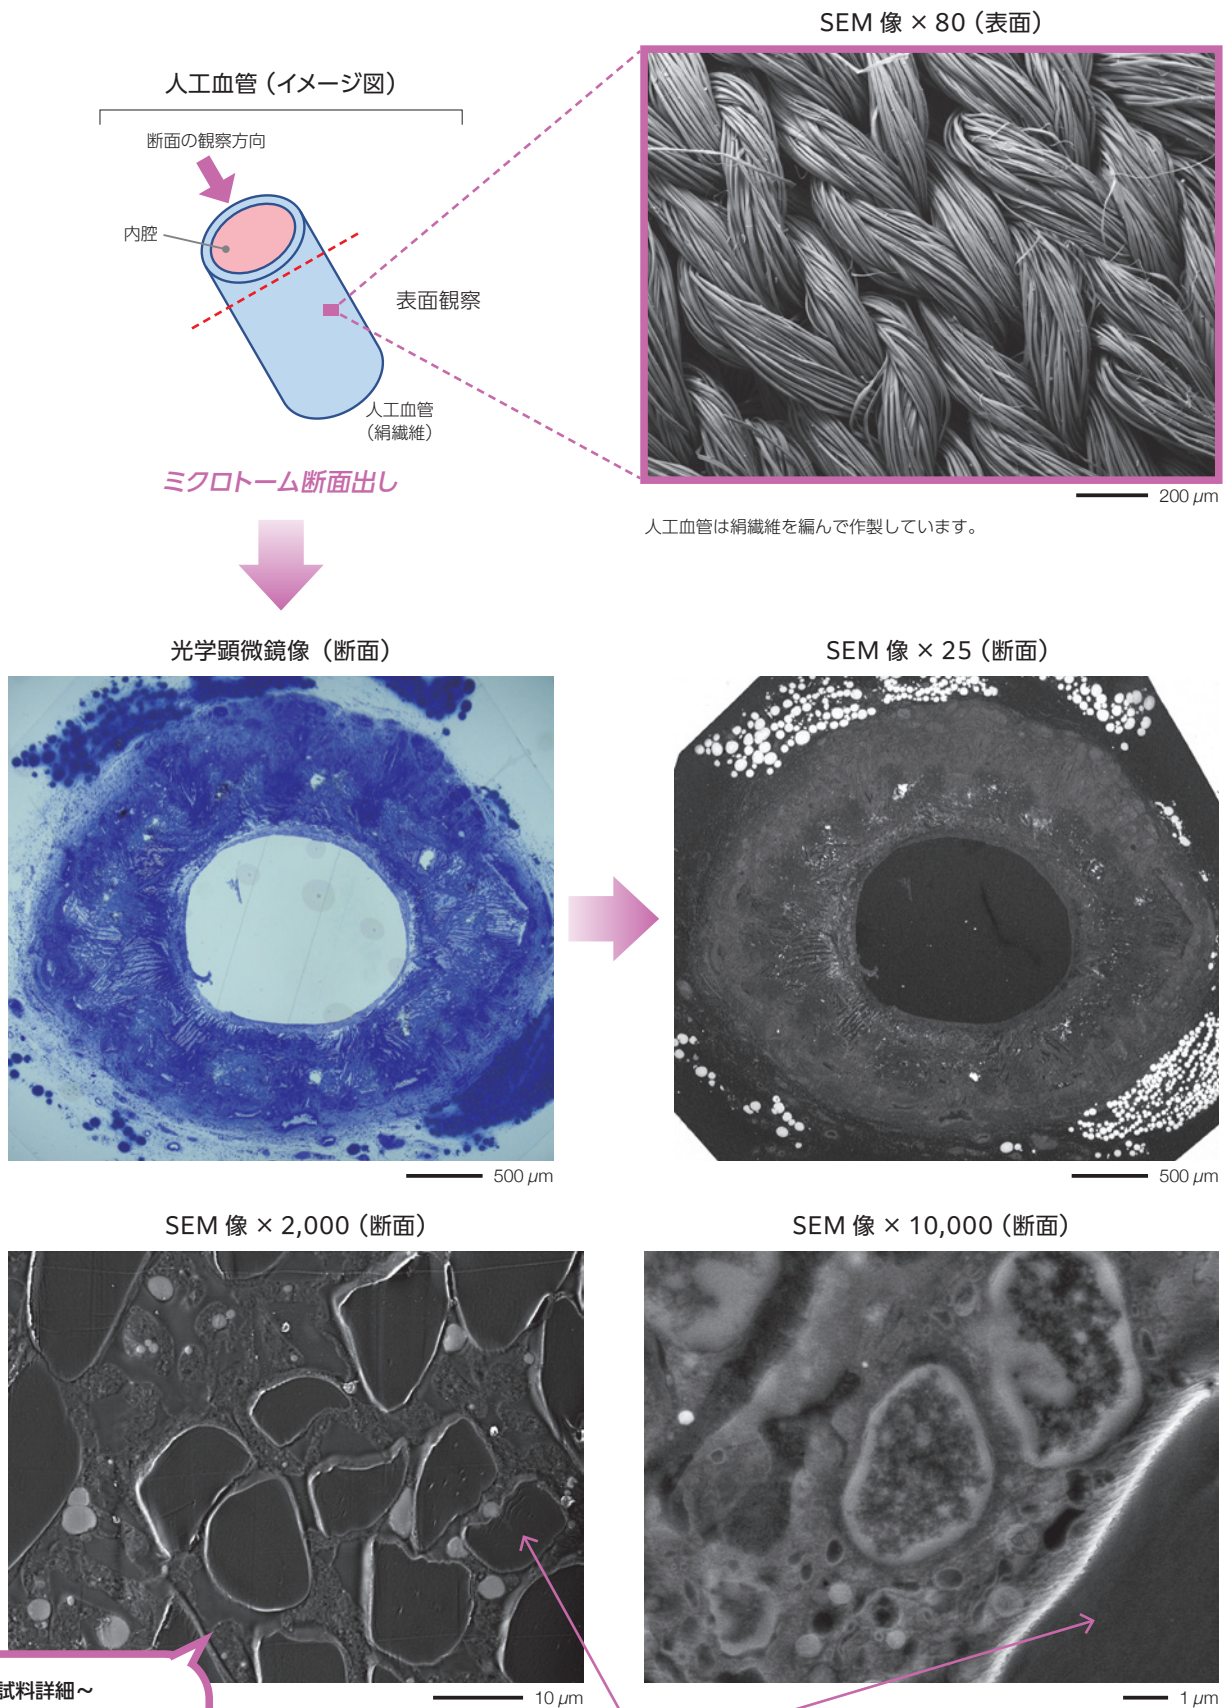 SEM 像 × 80（表面）
人工血管（イメージ図）
断面の観察方向
内腔
表面観察
人工血管
（絹繊維）
ミクロトーム断面出し
200 μm
人工血管は絹繊維を編んで作製しています。
光学顕微鏡像（断面）
SEM 像 × 25（断面）
500 μm
500 μm
SEM 像 × 2,000（断面）
SEM 像 × 10,000（断面）
試料詳細～
10 μm
1 μm